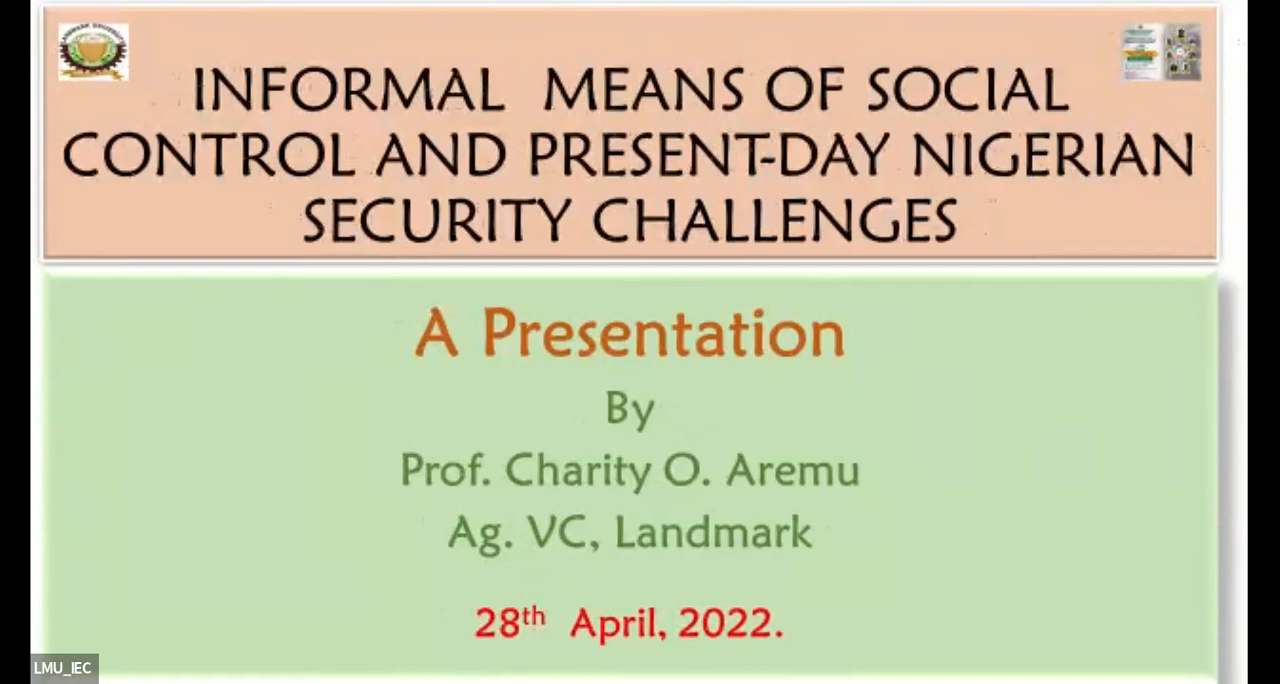 INFORMAL MEANS OF SOCIAL
CONTROL AND PRESENT-DAY NIGERIAN
SECURITY CHALLENGES
A Presentation
By
Prof. Charity O. Aremu
Ag. VC, Landmark
28th April, 2022.
LMU_IEC